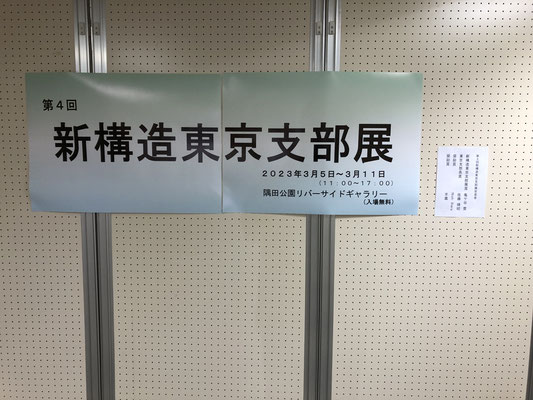 第４回
新構造東京支部展
２０２３年３月５日～３月１１日
（１１：００～１７：００）
隅田公園リバーサイドギャラリー
（入場無料）